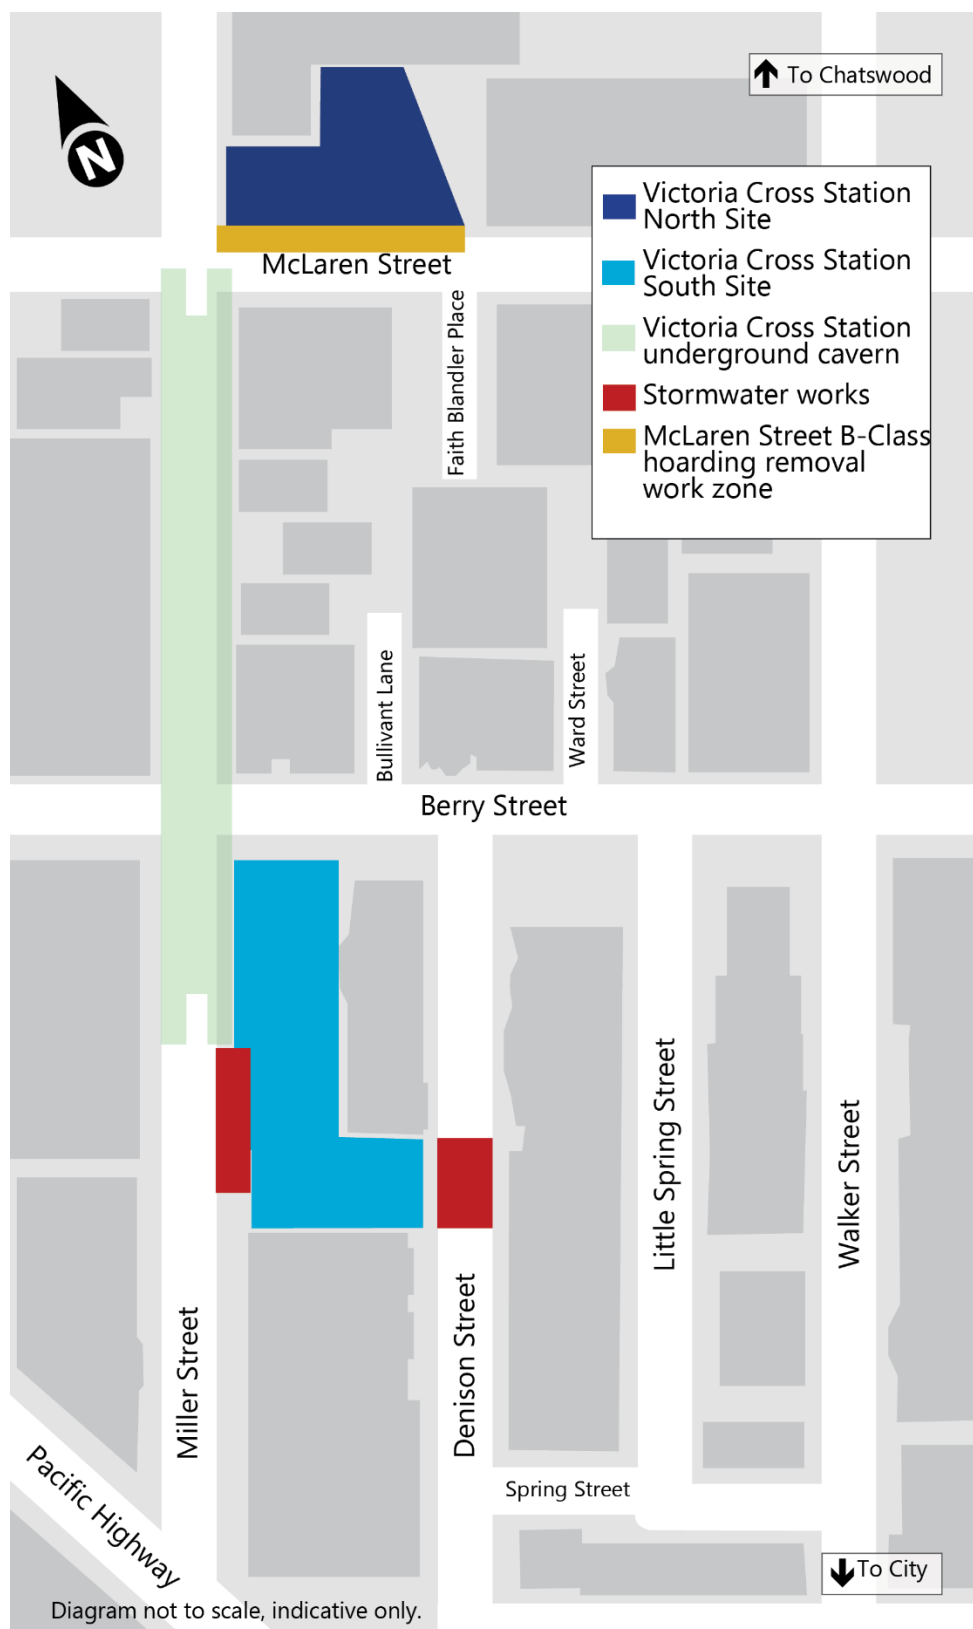 To Chatswood
N
Victoria Cross Station
North Site
Victoria Cross Station
South Site
Victoria Cross Station
underground cavern
Stormwater works
McLaren Street B-Class
hoarding removal
work zone
McLaren Street
Faith Blandler Place
Bullivant Lane
Ward Street
Berry Street
Little Spring Street
Walker Street
Miller Street
Denison Street
Pacific Highway
Spring Street
To City
Diagram not to scale, indicative only.